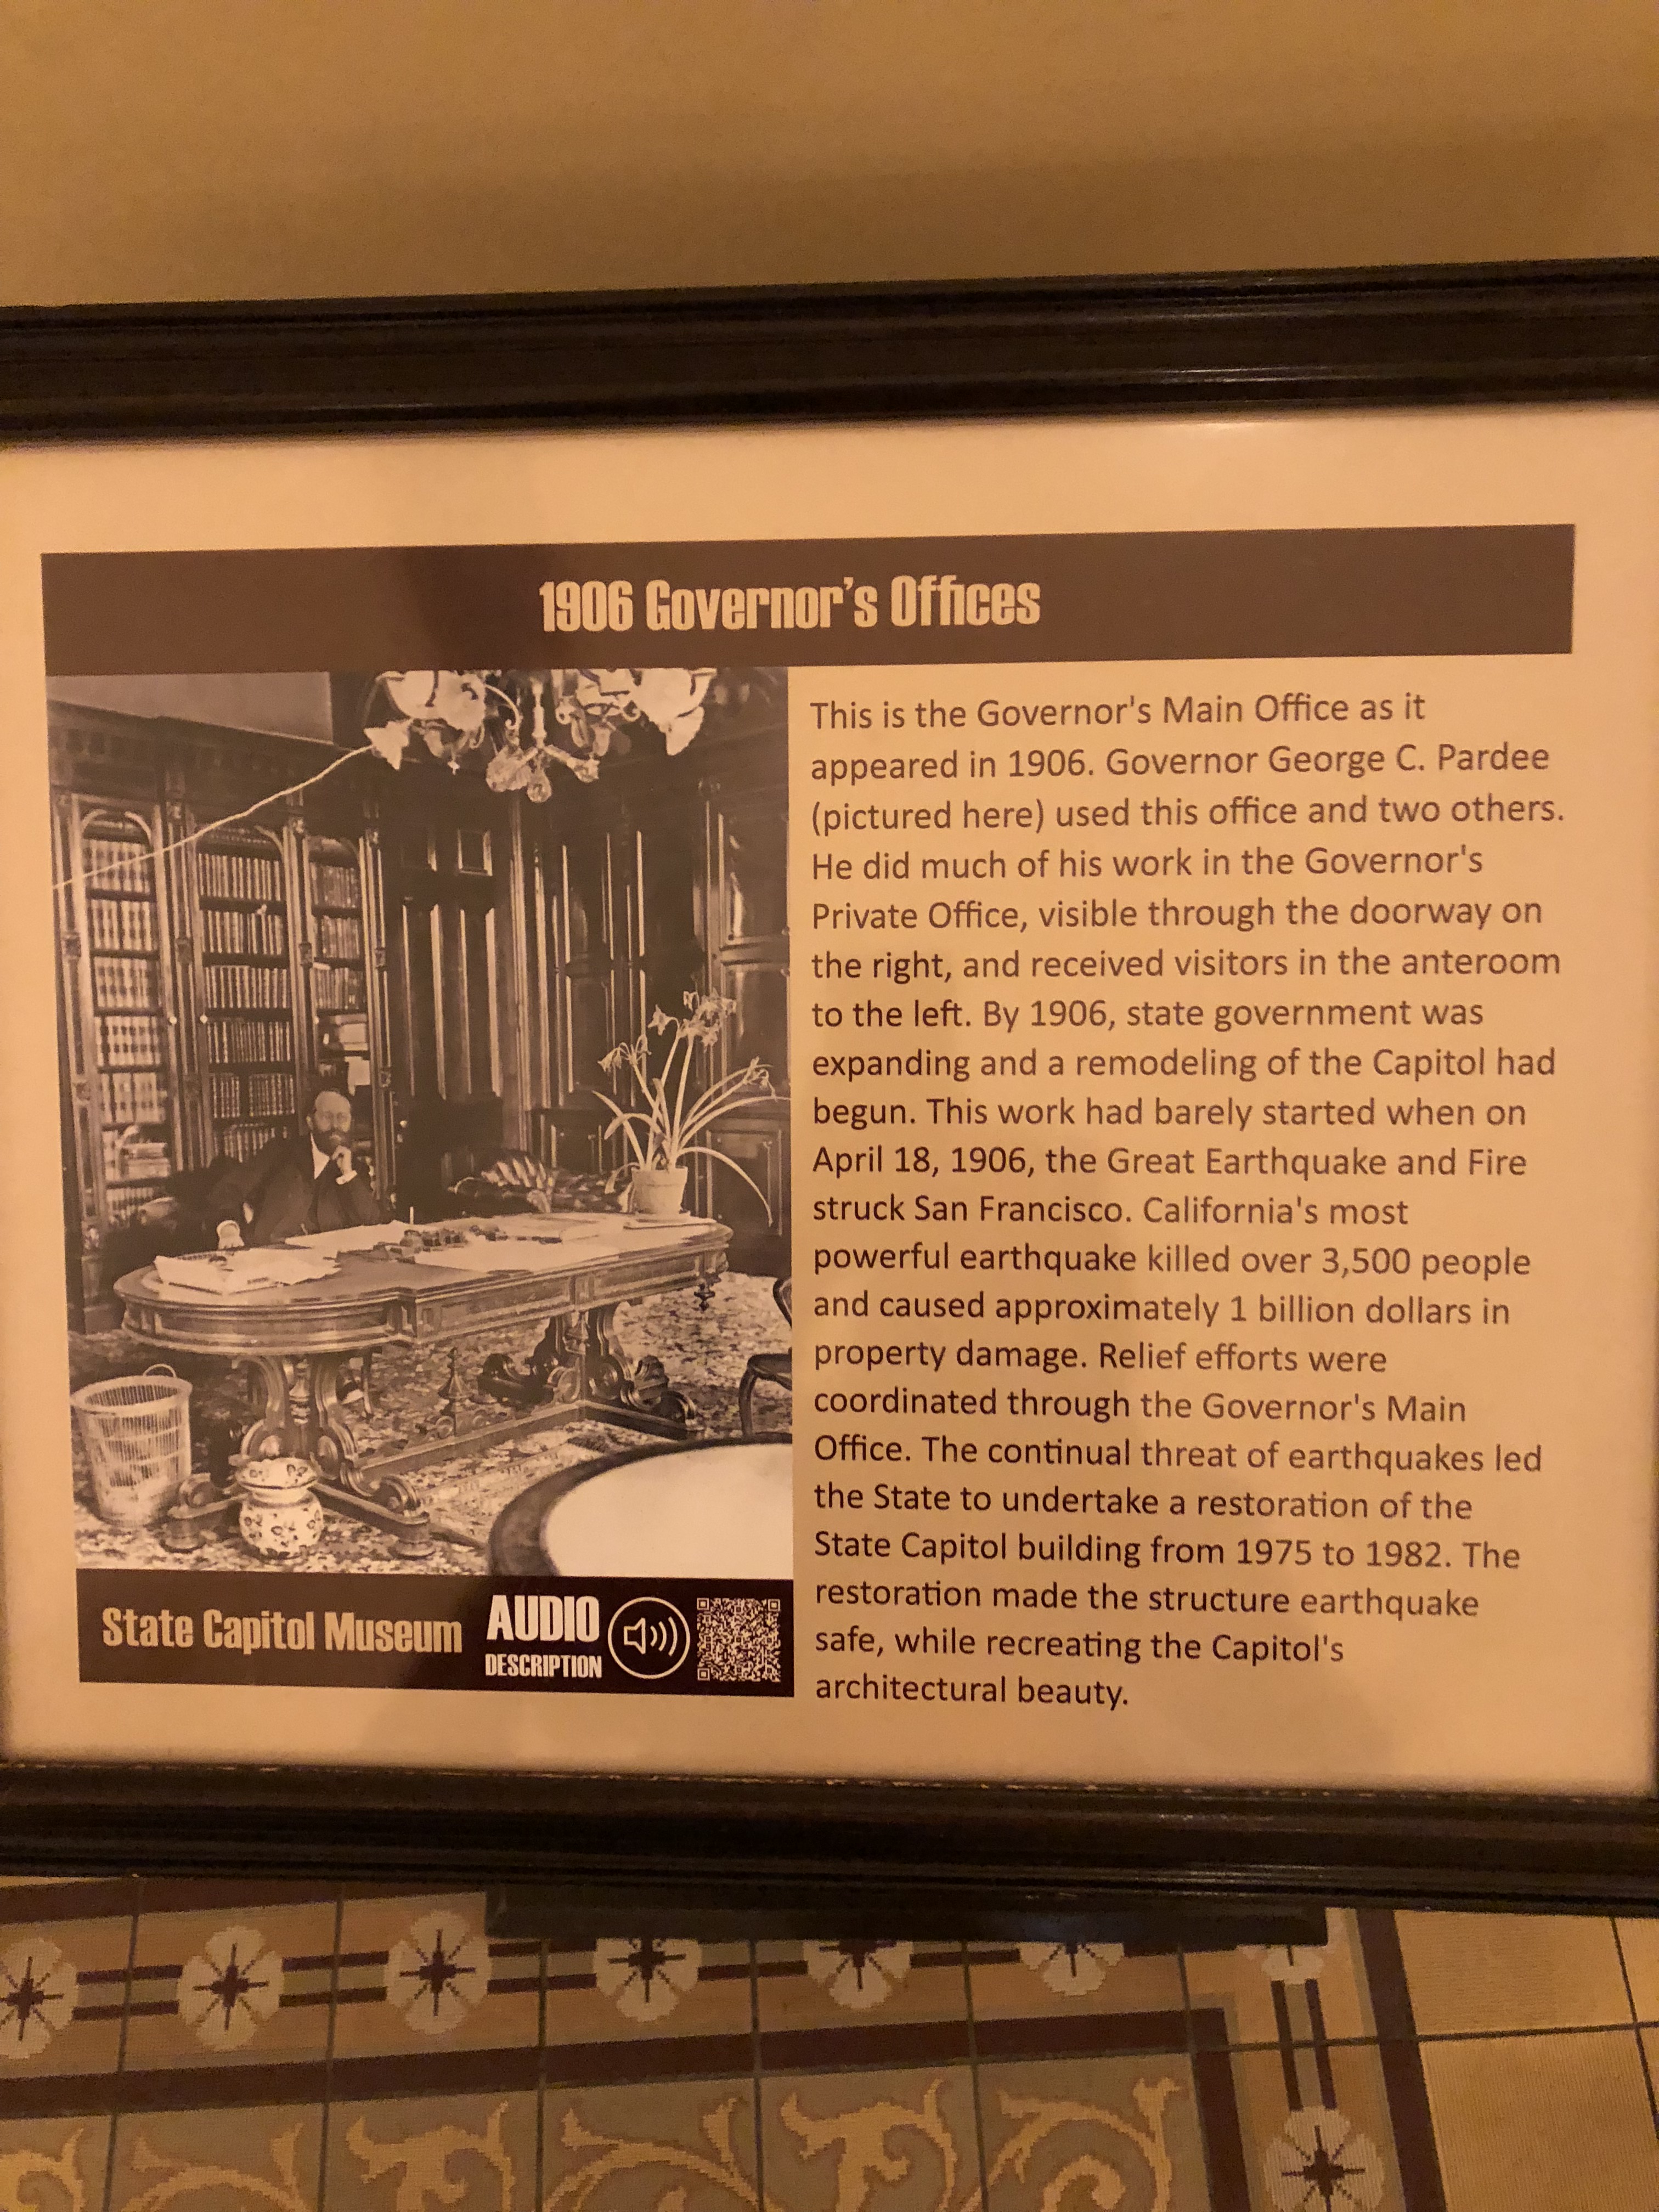 1906 Governor's Offices
This is the Governor's Main Office as it
appeared in 1906. Governor George C. Pardee
(pictured here) used this office and two others.
He did much of his work in the Governor's
Private Office, visible through the doorway on
the right, and received visitors in the anteroom
to the left. By 1906, state government was
expanding and a remodeling of the Capitol had
begun. This work had barely started when on
April 18, 1906, the Great Earthquake and Fire
struck San Francisco. California's most
powerful earthquake killed over 3,500 people
and caused approximately 1 billion dollars in
property damage. Relief efforts were
coordinated through the Governor's Main
Office. The continual threat of earthquakes led
the State to undertake a restoration of the
State Capitol building from 1975 to 1982. The
restoration made the structure earthquake
safe, while recreating the Capitol's
architectural beauty.
State Capitol Museum
AUDIO
DESCRIPTION